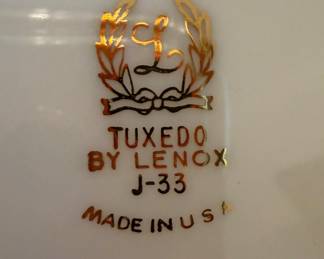 L
TUXEDO
BY LENOX
J-33
MADE IN USA